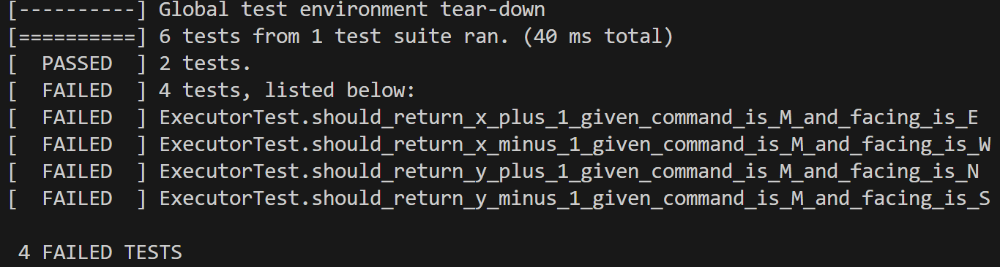 [----------] Global test environment tear-down
[==========] 6 tests from 1 test suite ran. (40 ms total)
[  PASSED  ] 2 tests.
[  FAILED  ] 4 tests, listed below:
[  FAILED  ] ExecutorTest.should_return_x_plus_1_given_command_is_M_and_facing_is_E
[  FAILED  ] ExecutorTest.should_return_x_minus_1_given_command_is_M_and_facing_is_W
[  FAILED  ] ExecutorTest.should_return_y_plus_1_given_command_is_M_and_facing_is_N
[  FAILED  ] ExecutorTest.should_return_y_minus_1_given_command_is_M_and_facing_is_S
4 FAILED TESTS